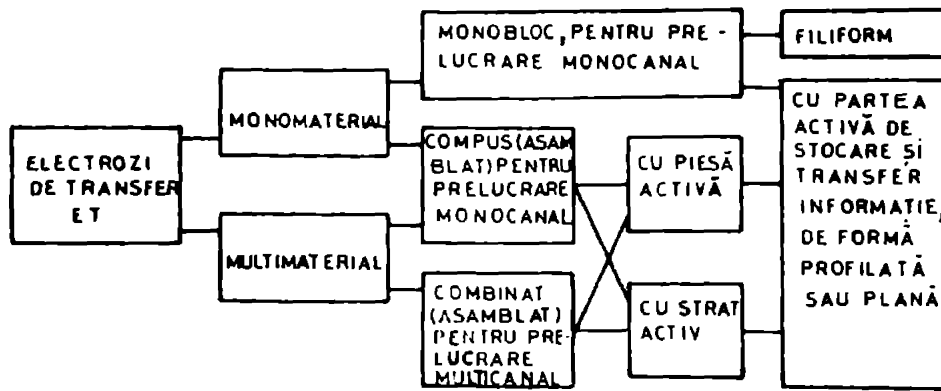 ELECTROZI
DE TRANSFER
ET
MONOMATERIAL
MULTIMATERIAL
MONOBLOC, PENTRU PRE-
LUCRARE MONOCANAL
COMPUS (ASAM
BLAT) PENTRU
PRELUCRARE
MONOCANAL
COMBINAT
(ASAMBLAT)
PENTRU PRE-
LUCRARE
MULTICANAL
CU PIESĂ
ACTIVĂ
CU STRAT
ACTIV
FILIFORM
CU PARTEA
ACTIVĂ DE
STOCARE ȘI
TRANSFER
INFORMAȚIE,
DE FORMĂ
PROFILATĂ
SAU PLANĂ